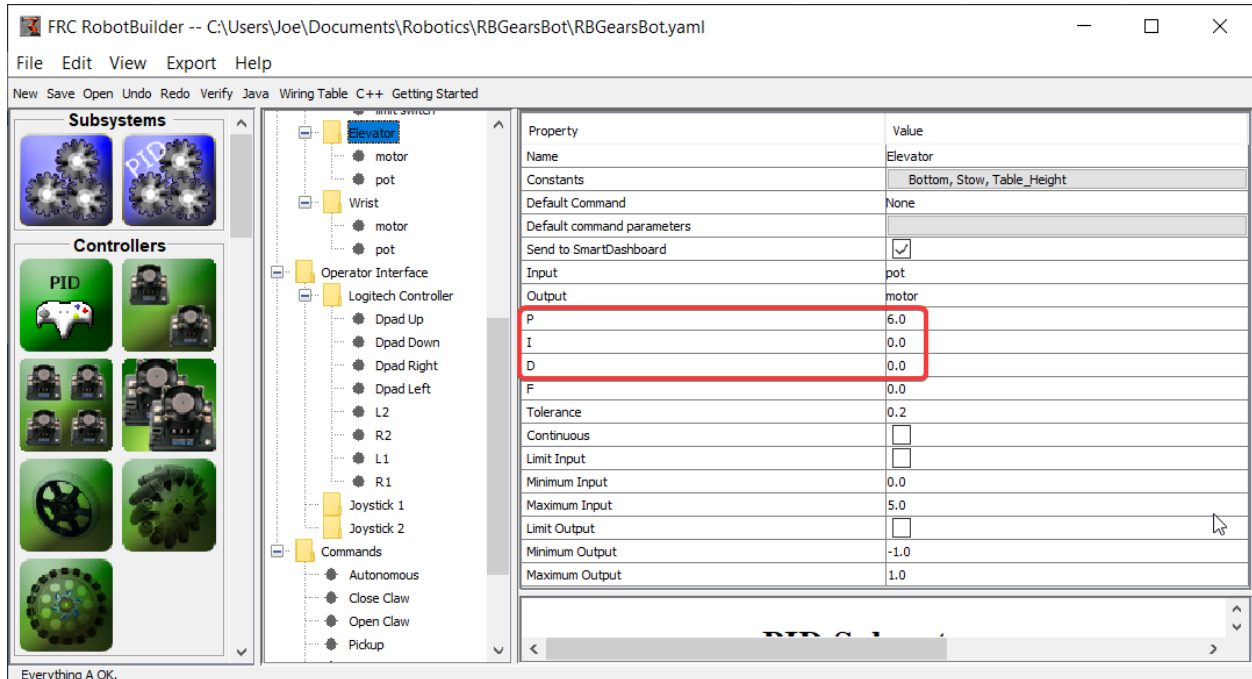 FRC RobotBuilder -- C:\Users\Joe\Documents\Robotics\RBGearsBot\RBGearsBot.yaml
File Edit View Export Help
New Save Open Undo Redo Verify Java Wiring Table C++ Getting Started
Subsystems
PID
Controllers
PID
limit switch
Elevator
motor
pot
Wrist
motor
pot
Operator Interface
Logitech Controller
Dpad Up
Dpad Down
Dpad Right
Dpad Left
L2
R2
L1
R1
Joystick 1
Joystick 2
Commands
Autonomous
Close Claw
Open Claw
Pickup
Property Value
Name Elevator
Constants Bottom, Stow, Table_Height
Default Command None
Default command parameters
Send to SmartDashboard
Input pot
Output motor
P 6.0
I 0.0
D 0.0
F 0.0
Tolerance 0.2
Continuous
Limit Input
Minimum Input 0.0
Maximum Input 5.0
Limit Output
Minimum Output -1.0
Maximum Output 1.0
Everything A OK.